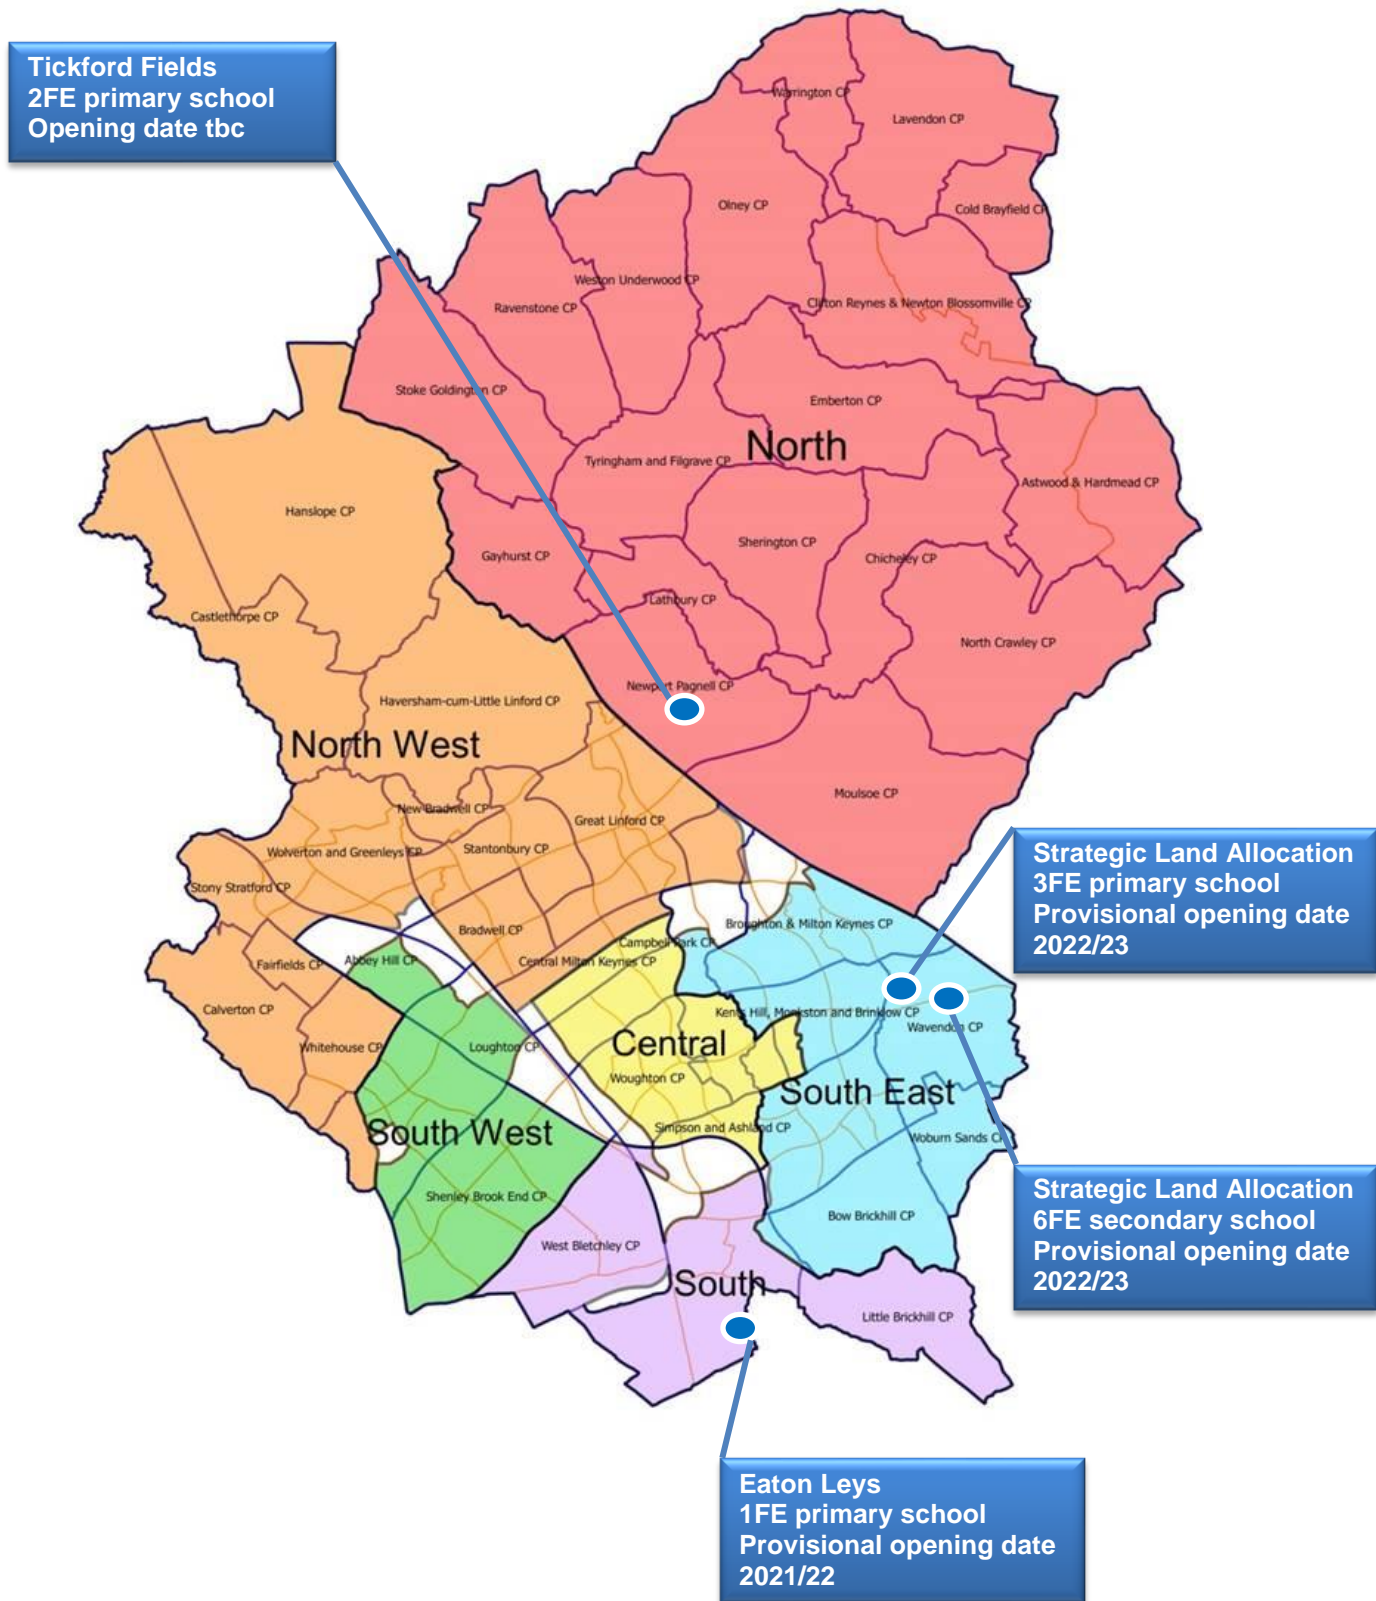 Tickford Fields
2FE primary school
Opening date tbc
Warrington CP
Lavendon CP
Olney CP
Cold Brayfield CP
Weston Underwood CP
Ravenstone CP
Clifton Reynes & Newton Blossomville CP
Stoke Goldington CP
Emberton CP
North
Tyringham and Filgrave CP
Astwood & Hardmead CP
Hanslope CP
Sherington CP
Gayhurst CP
Chicheley CP
Lathbury CP
Castlethorpe CP
North Crawley CP
Newport Pagnell CP
Haversham-cum-Little Linford CP
North West
Moulsoe CP
New Bradwell CP
Great Linford CP
Stantonbury CP
Wolverton and Greenleys CP
Stony Stratford CP
Strategic Land Allocation
3FE primary school
Provisional opening date
2022/23
Broughton & Milton Keynes CP
Bradwell CP
Campbell Park CP
Abbey Hill CP
Central Milton Keynes CP
Fairfields CP
Calverton CP
Kents Hill, Monkston and Brinklow CP
Wavendon CP
Whitehouse CP
Loughton CP
Central
Woughton CP
South East
Simpson and Ashland CP
South West
Woburn Sands CP
Shenley Brook End CP
Strategic Land Allocation
6FE secondary school
Provisional opening date
2022/23
Bow Brickhill CP
West Bletchley CP
South
Little Brickhill CP
Eaton Leys
1FE primary school
Provisional opening date
2021/22